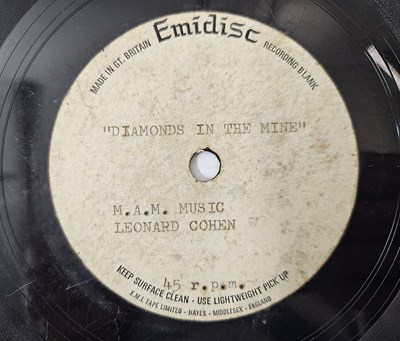 Emidisc
MADE IN GT. BRITAIN
RECORDING BLANK
"DIAMONDS IN THE MINE"
M.A.M. MUSIC
LEONARD COHEN
45 r.p.m.
KEEP SURFACE CLEAN - USE LIGHTWEIGHT PICK UP
E.M.I. TAPE LIMITED - HAYES - MIDDLESEX - ENGLAND